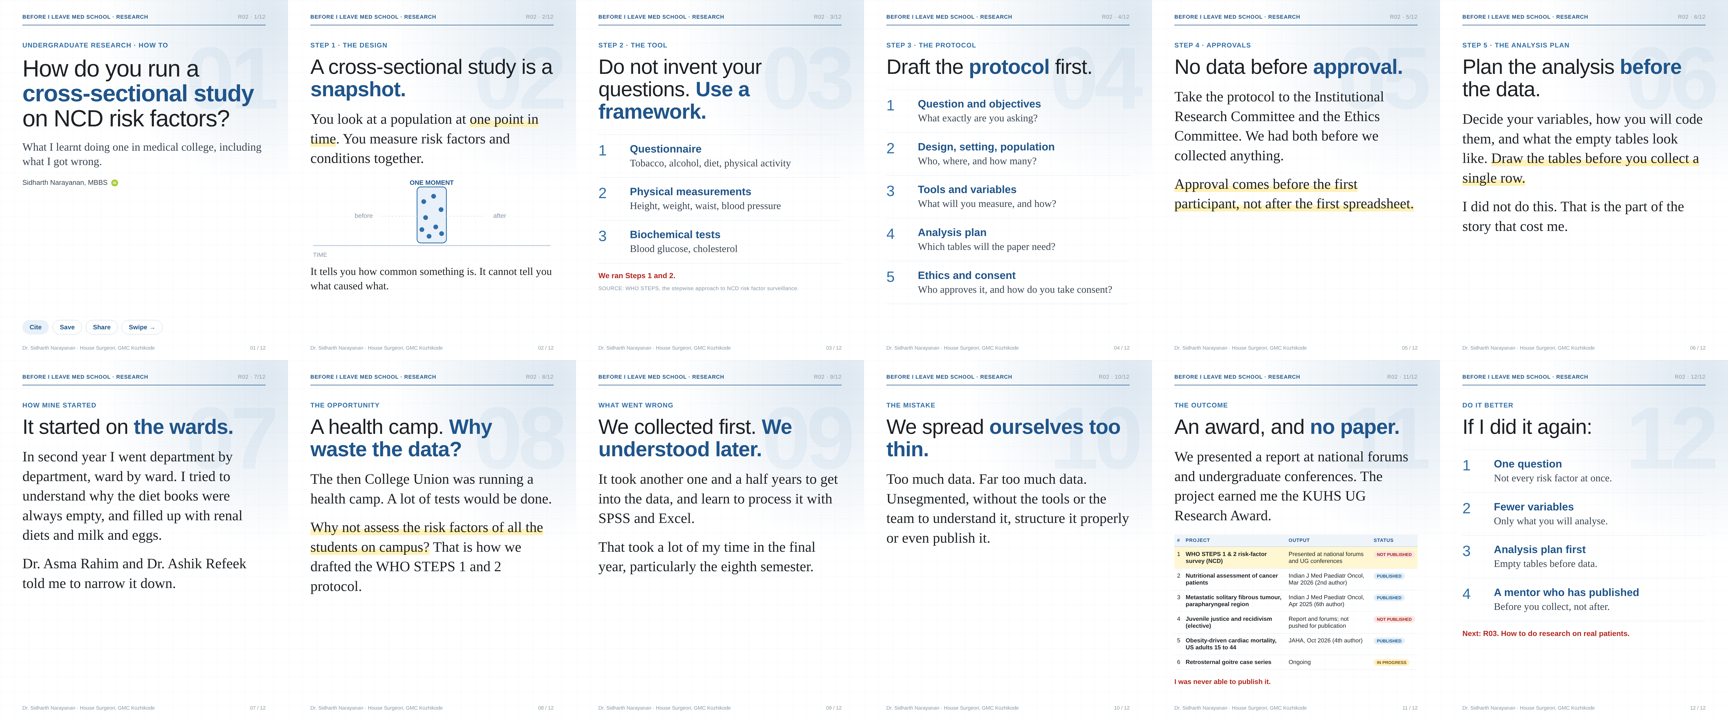 BEFORE I LEAVE MED SCHOOL · RESEARCH
R02 · 1/12
UNDERGRADUATE RESEARCH · HOW TO
01
How do you run a
cross-sectional study
on NCD risk factors?
What I learnt doing one in medical college, including
what I got wrong.
Sidharth Narayanan, MBBS
Cite
Save
Share
Swipe →
Dr. Sidharth Narayanan · House Surgeon, GMC Kozhikode
01 / 12
BEFORE I LEAVE MED SCHOOL · RESEARCH
R02 · 2/12
STEP 1 · THE DESIGN
02
A cross-sectional study is a
snapshot.
You look at a population at one point in
time. You measure risk factors and
conditions together.
ONE MOMENT
before
after
TIME
It tells you how common something is. It cannot tell you
what caused what.
Dr. Sidharth Narayanan · House Surgeon, GMC Kozhikode
02 / 12
BEFORE I LEAVE MED SCHOOL · RESEARCH
R02 · 3/12
STEP 2 · THE TOOL
03
Do not invent your
questions. Use a
framework.
1 Questionnaire
Tobacco, alcohol, diet, physical activity
2 Physical measurements
Height, weight, waist, blood pressure
3 Biochemical tests
Blood glucose, cholesterol
We ran Steps 1 and 2.
SOURCE: WHO STEPS, the stepwise approach to NCD risk factor surveillance
Dr. Sidharth Narayanan · House Surgeon, GMC Kozhikode
03 / 12
BEFORE I LEAVE MED SCHOOL · RESEARCH
R02 · 4/12
STEP 3 · THE PROTOCOL
04
Draft the protocol first.
1 Question and objectives
What exactly are you asking?
2 Design, setting, population
Who, where, and how many?
3 Tools and variables
What will you measure, and how?
4 Analysis plan
Which tables will the paper need?
5 Ethics and consent
Who approves it, and how do you take consent?
Dr. Sidharth Narayanan · House Surgeon, GMC Kozhikode
04 / 12
BEFORE I LEAVE MED SCHOOL · RESEARCH
R02 · 5/12
STEP 4 · APPROVALS
05
No data before approval.
Take the protocol to the Institutional
Research Committee and the Ethics
Committee. We had both before we
collected anything.
Approval comes before the first
participant, not after the first spreadsheet.
Dr. Sidharth Narayanan · House Surgeon, GMC Kozhikode
05 / 12
BEFORE I LEAVE MED SCHOOL · RESEARCH
R02 · 6/12
STEP 5 · THE ANALYSIS PLAN
06
Plan the analysis before
the data.
Decide your variables, how you will code
them, and what the empty tables look
like. Draw the tables before you collect a
single row.
I did not do this. That is the part of the
story that cost me.
Dr. Sidharth Narayanan · House Surgeon, GMC Kozhikode
06 / 12
BEFORE I LEAVE MED SCHOOL · RESEARCH
R02 · 7/12
HOW MINE STARTED
07
It started on the wards.
In second year I went department by
department, ward by ward. I tried to
understand why the diet books were
always empty, and filled up with renal
diets and milk and eggs.
Dr. Asma Rahim and Dr. Ashik Refeek
told me to narrow it down.
Dr. Sidharth Narayanan · House Surgeon, GMC Kozhikode
07 / 12
BEFORE I LEAVE MED SCHOOL · RESEARCH
R02 · 8/12
THE OPPORTUNITY
08
A health camp. Why
waste the data?
The then College Union was running a
health camp. A lot of tests would be done.
Why not assess the risk factors of all the
students on campus? That is how we
drafted the WHO STEPS 1 and 2
protocol.
Dr. Sidharth Narayanan · House Surgeon, GMC Kozhikode
08 / 12
BEFORE I LEAVE MED SCHOOL · RESEARCH
R02 · 9/12
WHAT WENT WRONG
09
We collected first. We
understood later.
It took another one and a half years to get
into the data, and learn to process it with
SPSS and Excel.
That took a lot of my time in the final
year, particularly the eighth semester.
Dr. Sidharth Narayanan · House Surgeon, GMC Kozhikode
09 / 12
BEFORE I LEAVE MED SCHOOL · RESEARCH
R02 · 10/12
THE MISTAKE
10
We spread ourselves too
thin.
Too much data. Far too much data.
Unsegmented, without the tools or the
team to understand it, structure it properly
or even publish it.
Dr. Sidharth Narayanan · House Surgeon, GMC Kozhikode
10 / 12
BEFORE I LEAVE MED SCHOOL · RESEARCH
R02 · 11/12
THE OUTCOME
11
An award, and no paper.
We presented a report at national forums
and undergraduate conferences. The
project earned me the KUHS UG
Research Award.
# PROJECT OUTPUT STATUS
1 WHO STEPS 1 & 2 risk-factor survey (NCD) Presented at national forums and UG conferences NOT PUBLISHED
2 Nutritional assessment of cancer patients Indian J Med Paediatr Oncol, Mar 2026 (2nd author) PUBLISHED
3 Metastatic solitary fibrous tumour, parapharyngeal region Indian J Med Paediatr Oncol, Apr 2025 (6th author) PUBLISHED
4 Juvenile justice and recidivism (elective) Report and forums; not pushed for publication NOT PUBLISHED
5 Obesity-driven cardiac mortality, US adults 15 to 44 JAHA, Oct 2026 (4th author) PUBLISHED
6 Retrosternal goitre case series Ongoing IN PROGRESS
I was never able to publish it.
Dr. Sidharth Narayanan · House Surgeon, GMC Kozhikode
11 / 12
BEFORE I LEAVE MED SCHOOL · RESEARCH
R02 · 12/12
DO IT BETTER
12
If I did it again:
1 One question
Not every risk factor at once.
2 Fewer variables
Only what you will analyse.
3 Analysis plan first
Empty tables before data.
4 A mentor who has published
Before you collect, not after.
Next: R03. How to do research on real patients.
Dr. Sidharth Narayanan · House Surgeon, GMC Kozhikode
12 / 12